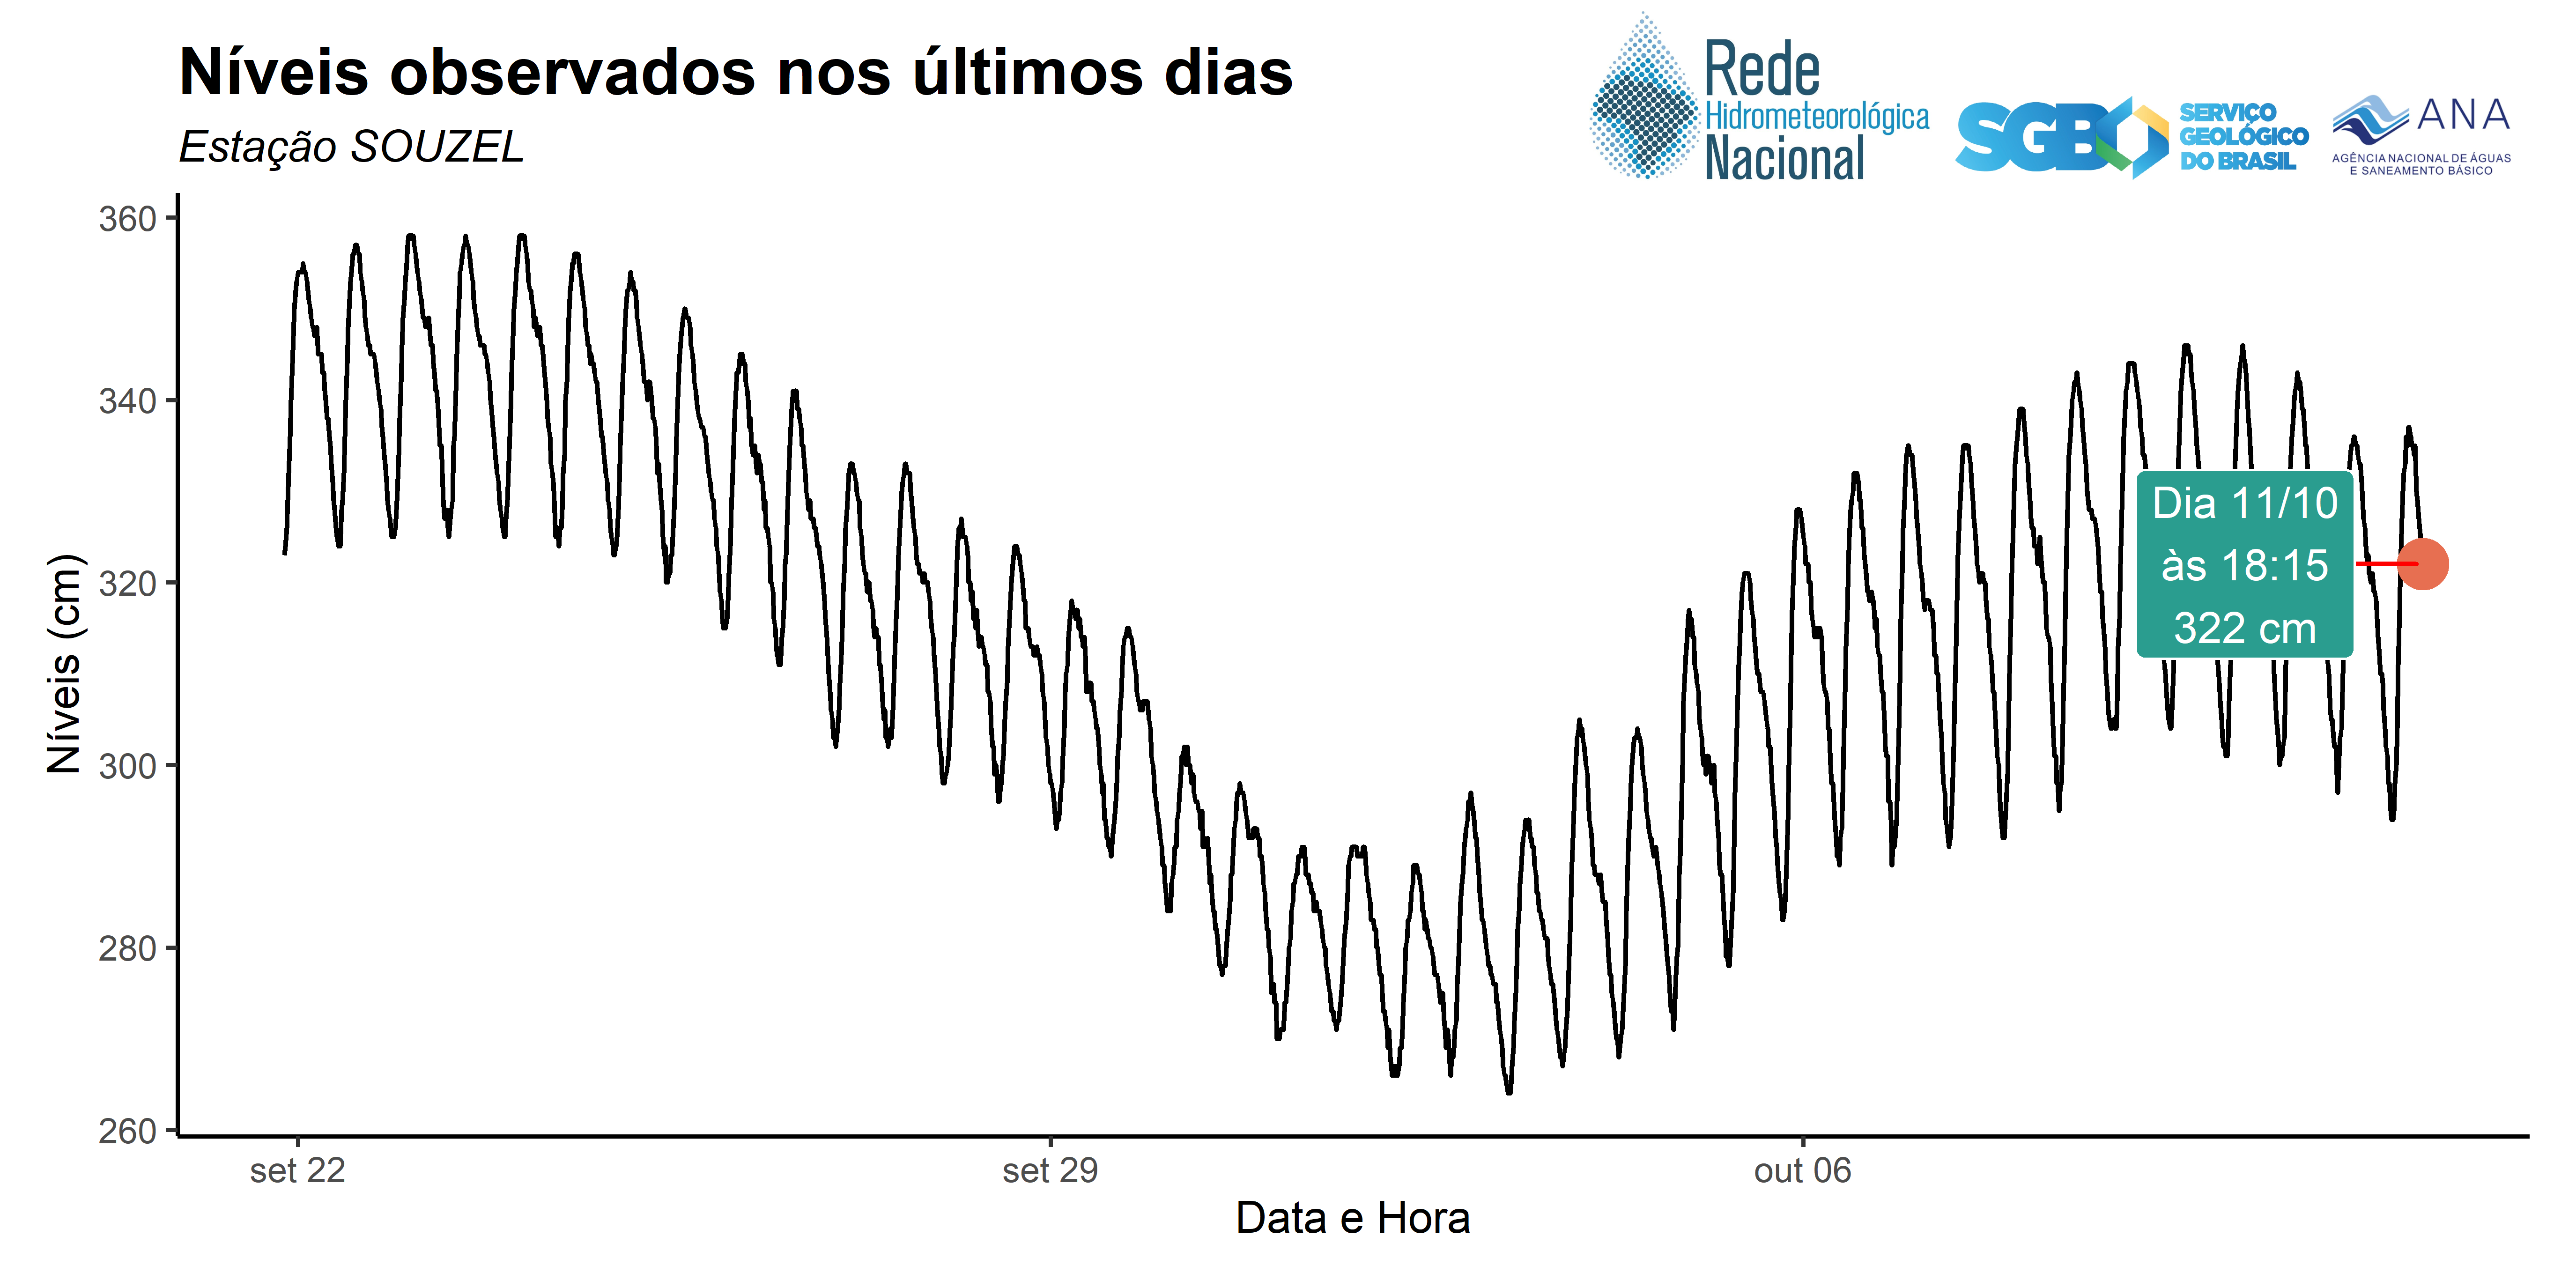 Níveis observados nos últimos dias
Estação SOUZEL
Rede
Hidrometeorológica
Nacional
SGB
SERVIÇO
GEOLÓGICO
DO BRASIL
ANA
AGÊNCIA NACIONAL DE ÁGUAS
E SANEAMENTO BÁSICO
Níveis (cm)
360
340
320
300
280
260
Dia 11/10
às 18:15
322 cm
set 22
set 29
out 06
Data e Hora